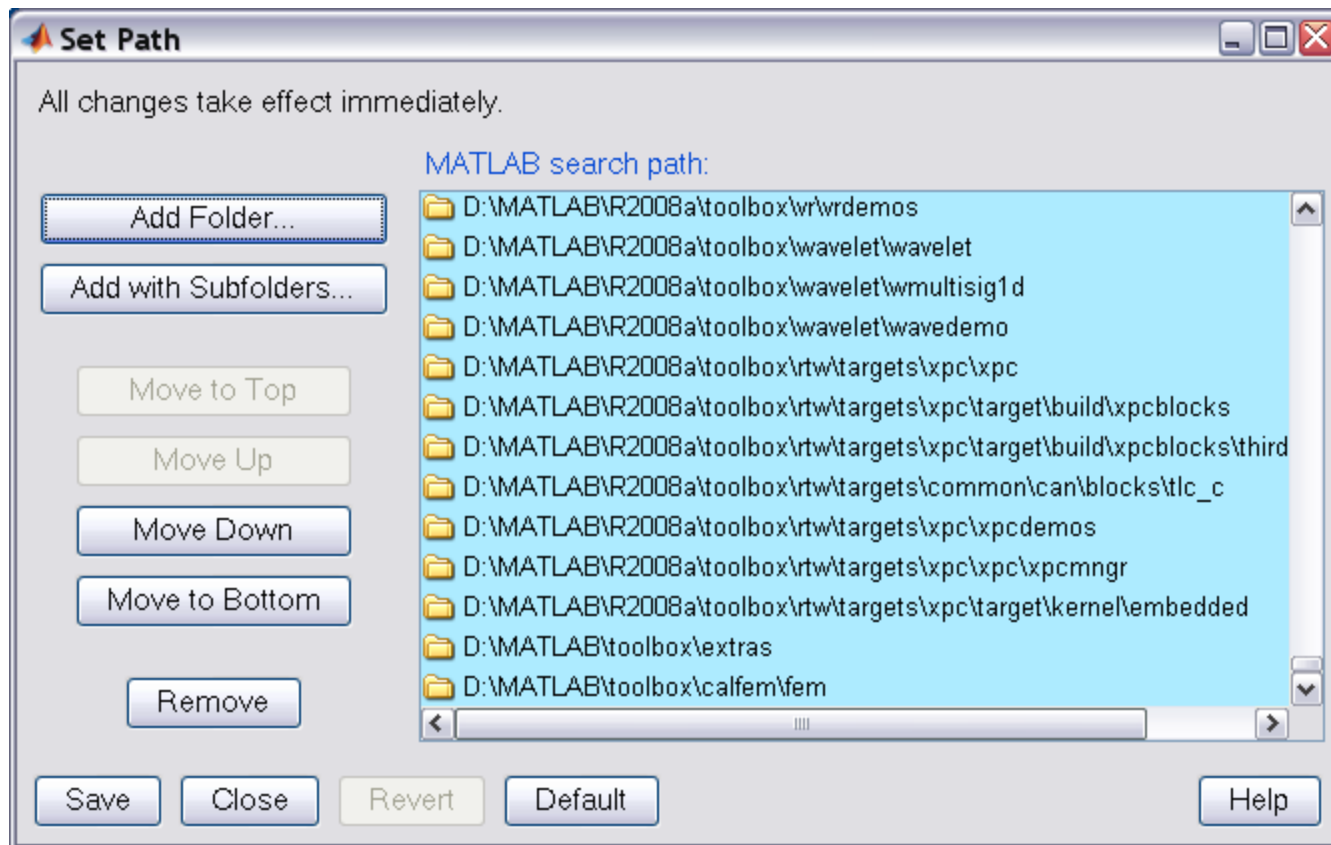 Set Path
All changes take effect immediately.
MATLAB search path:
Add Folder...
Add with Subfolders...
Move to Top
Move Up
Move Down
Move to Bottom
Remove
D:\MATLAB\R2008a\toolbox\vr\vrdemos
D:\MATLAB\R2008a\toolbox\wavelet\wavelet
D:\MATLAB\R2008a\toolbox\wavelet\wmultisig1d
D:\MATLAB\R2008a\toolbox\wavelet\wavedemo
D:\MATLAB\R2008a\toolbox\rtw\targets\xpc\xpc
D:\MATLAB\R2008a\toolbox\rtw\targets\xpc\target\build\xpcblocks
D:\MATLAB\R2008a\toolbox\rtw\targets\xpc\target\build\xpcblocks\third
D:\MATLAB\R2008a\toolbox\rtw\targets\common\can\blocks\tlc_c
D:\MATLAB\R2008a\toolbox\rtw\targets\xpc\xpcdemos
D:\MATLAB\R2008a\toolbox\rtw\targets\xpc\xpc\xpcmngr
D:\MATLAB\R2008a\toolbox\rtw\targets\xpc\target\kernel\embedded
D:\MATLAB\toolbox\extras
D:\MATLAB\toolbox\calfem\fem
Save Close Revert Default Help